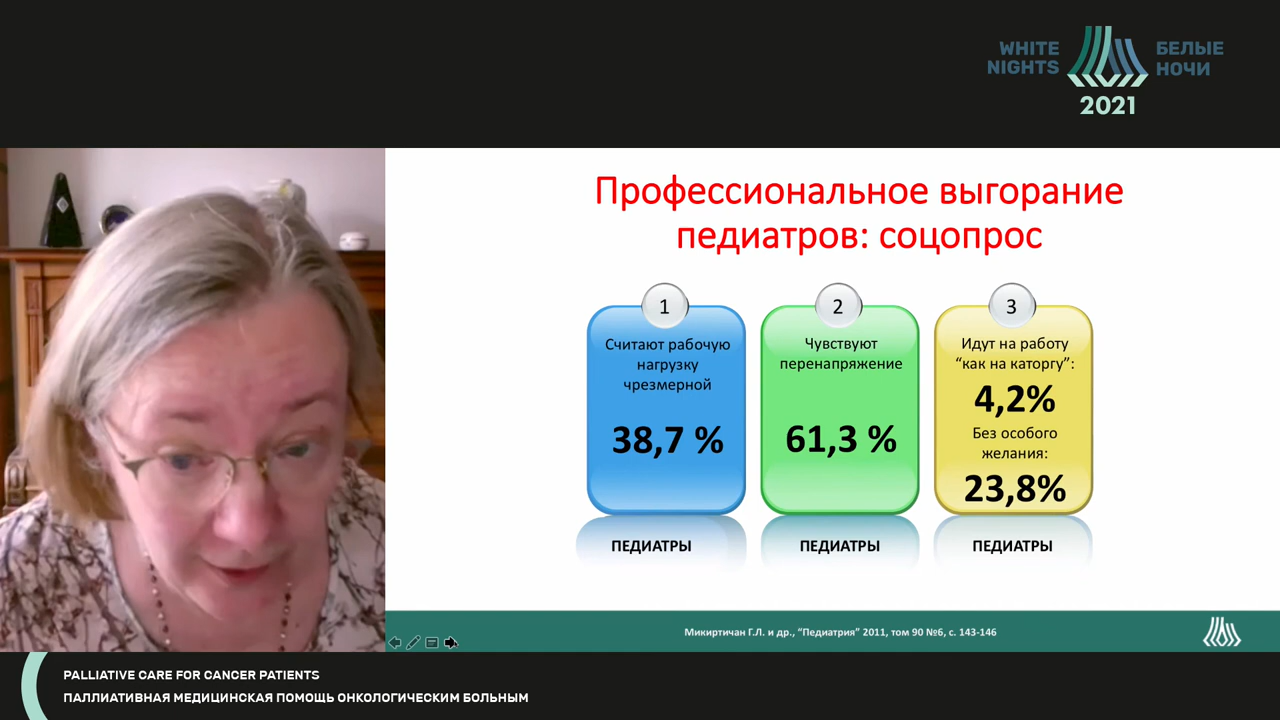 WHITE
NIGHTS
БЕЛЫЕ
НОЧИ
2021
Профессиональное выгорание
педиатров: соцопрос
1
Считают рабочую
нагрузку
чрезмерной
38,7 %
ПЕДИАТРЫ
2
Чувствуют
перенапряжение
61,3 %
ПЕДИАТРЫ
3
Идут на работу
“как на каторгу”:
4,2%
Без особого
желания:
23,8%
ПЕДИАТРЫ
Микиртичан Г.Л. и др., “Педиатрия” 2011, том 90 №6, с. 143-146
PALLIATIVE CARE FOR CANCER PATIENTS
ПАЛЛИАТИВНАЯ МЕДИЦИНСКАЯ ПОМОЩЬ ОНКОЛОГИЧЕСКИМ БОЛЬНЫМ